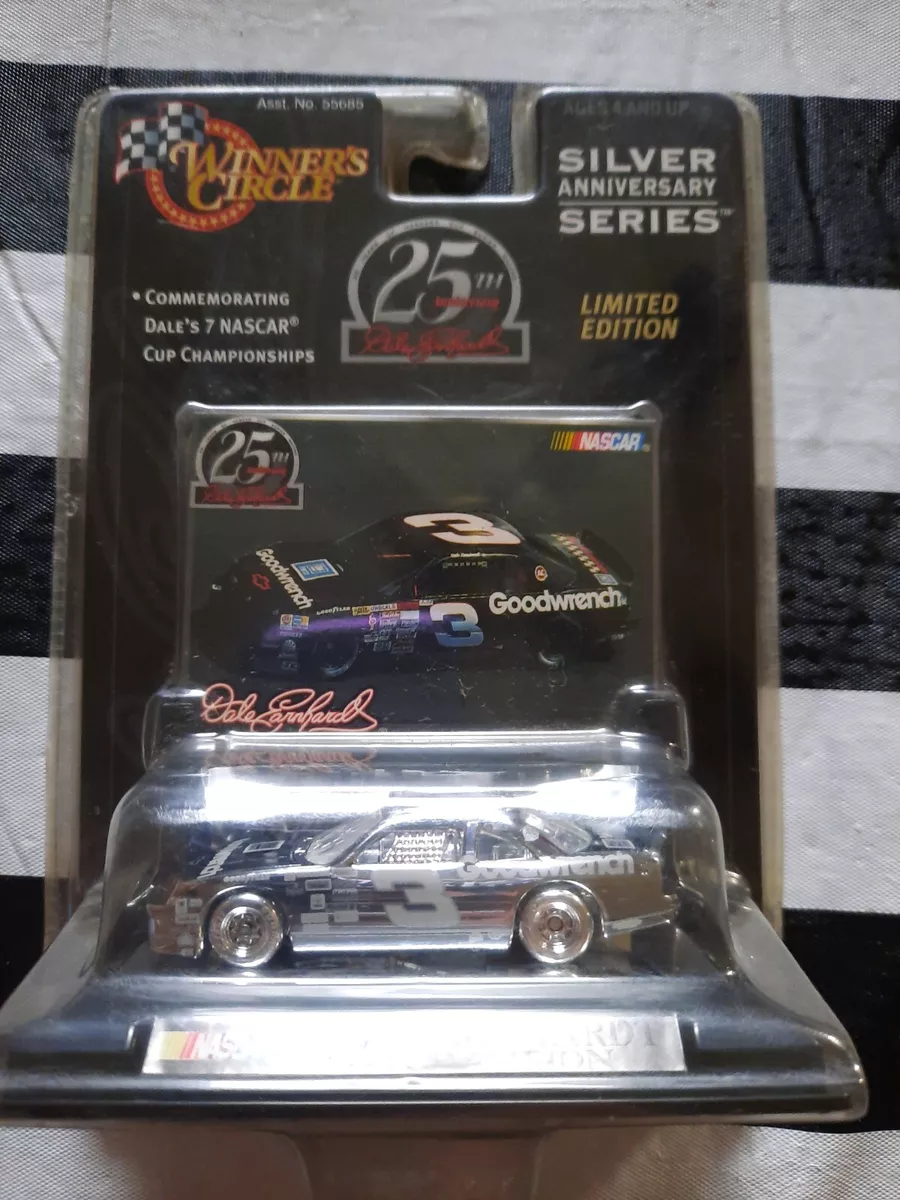 Asst. No. 55685
AGES 4 AND UP
WINNER'S
CIRCLE
SILVER
ANNIVERSARY
SERIES™
25TH
Dale Earnhardt
• COMMEMORATING
DALE'S 7 NASCAR®
CUP CHAMPIONSHIPS
LIMITED
EDITION
25TH
NASCAR
3
Goodwrench
Goodwrench
3
Dale Earnhardt
Goodwrench
3